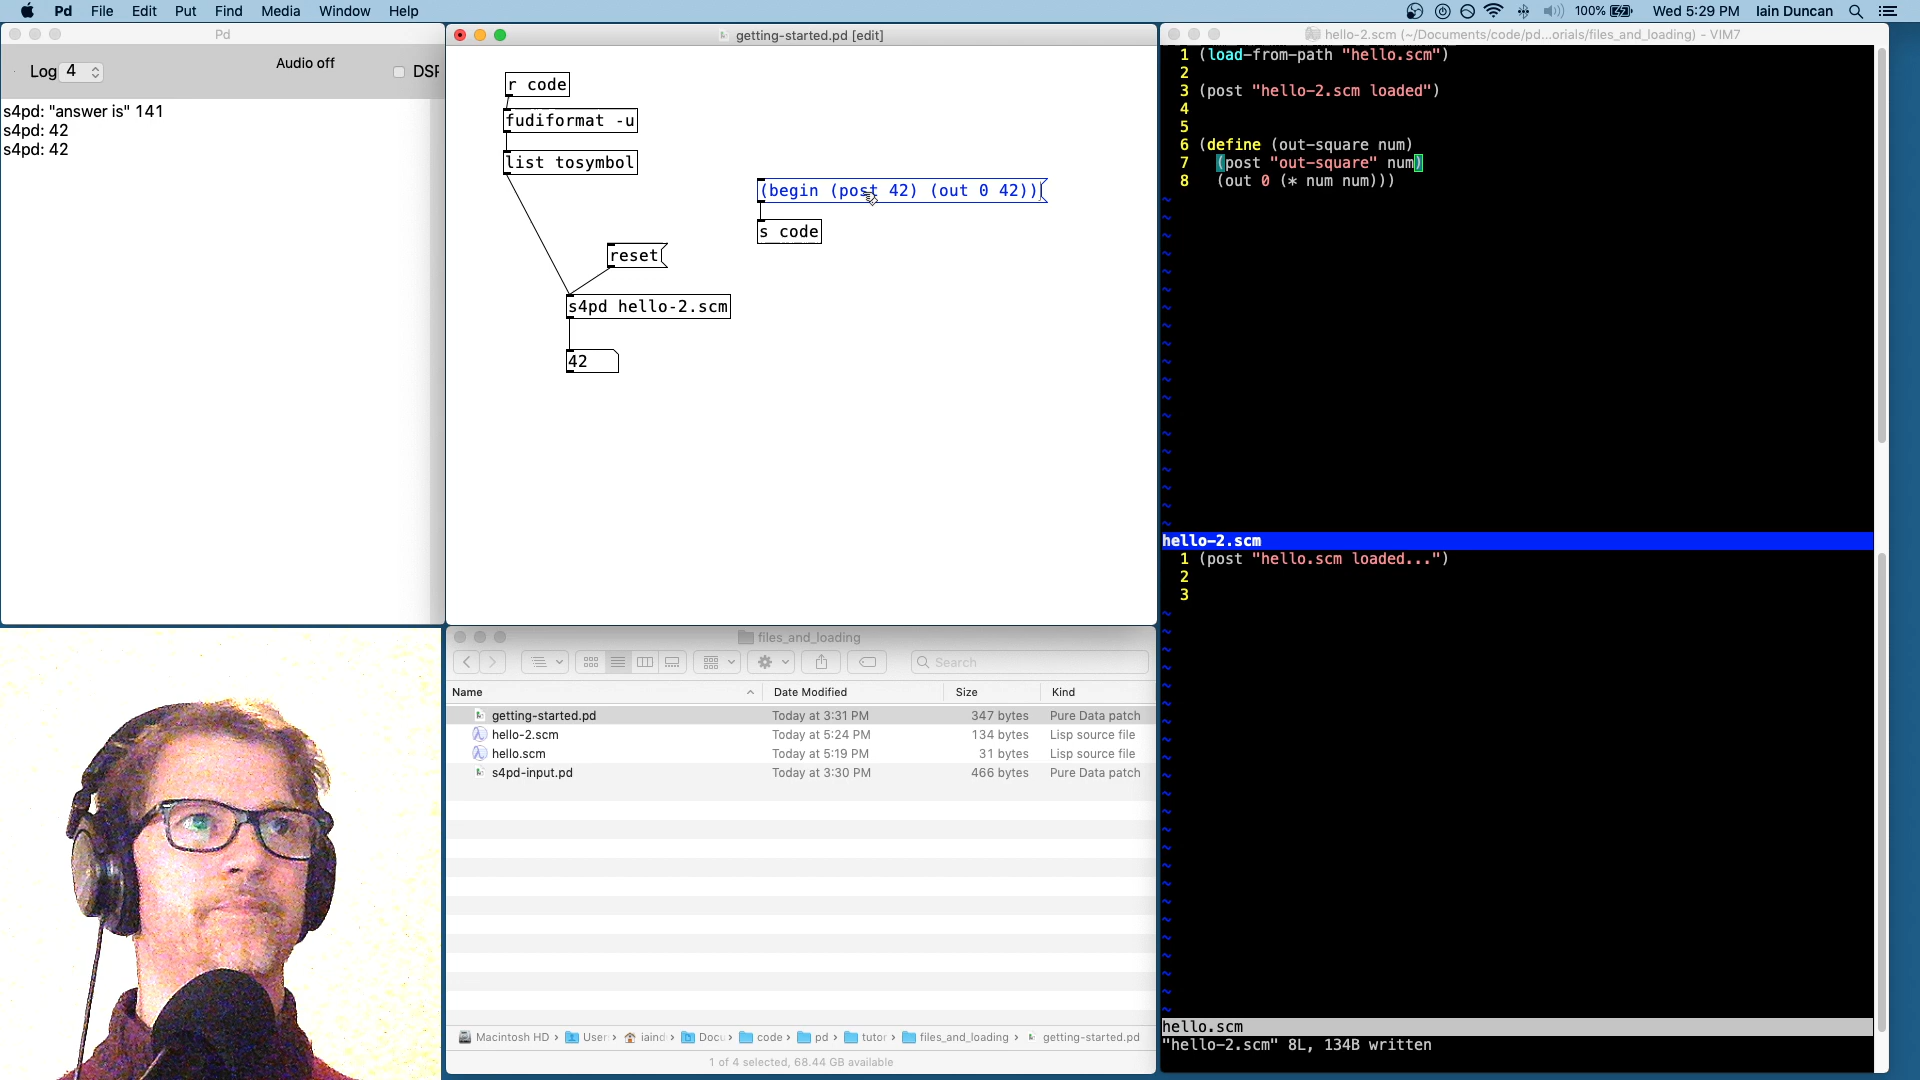 Pd File Edit Put Find Media Window Help
100% Wed 5:29 PM Iain Duncan
Pd
Log 4
Audio off
DSP
s4pd: "answer is" 141
s4pd: 42
s4pd: 42
getting-started.pd [edit]
r code
fudiformat -u
list tosymbol
(begin (post 42) (out 0 42))
s code
reset
s4pd hello-2.scm
42
files_and_loading
Search
Name Date Modified Size Kind
getting-started.pd Today at 3:31 PM 347 bytes Pure Data patch
hello-2.scm Today at 5:24 PM 134 bytes Lisp source file
hello.scm Today at 5:19 PM 31 bytes Lisp source file
s4pd-input.pd Today at 3:30 PM 466 bytes Pure Data patch
Macintosh HD › User › iaind › Docu › code › pd › tutor › files_and_loading › getting-started.pd
1 of 4 selected, 68.44 GB available
hello-2.scm (~/Documents/code/pd...orials/files_and_loading) - VIM7
1 (load-from-path "hello.scm")
2
3 (post "hello-2.scm loaded")
4
5
6 (define (out-square num)
7 (post "out-square" num)
8 (out 0 (* num num)))
hello-2.scm
1 (post "hello.scm loaded...")
2
3
hello.scm
"hello-2.scm" 8L, 134B written